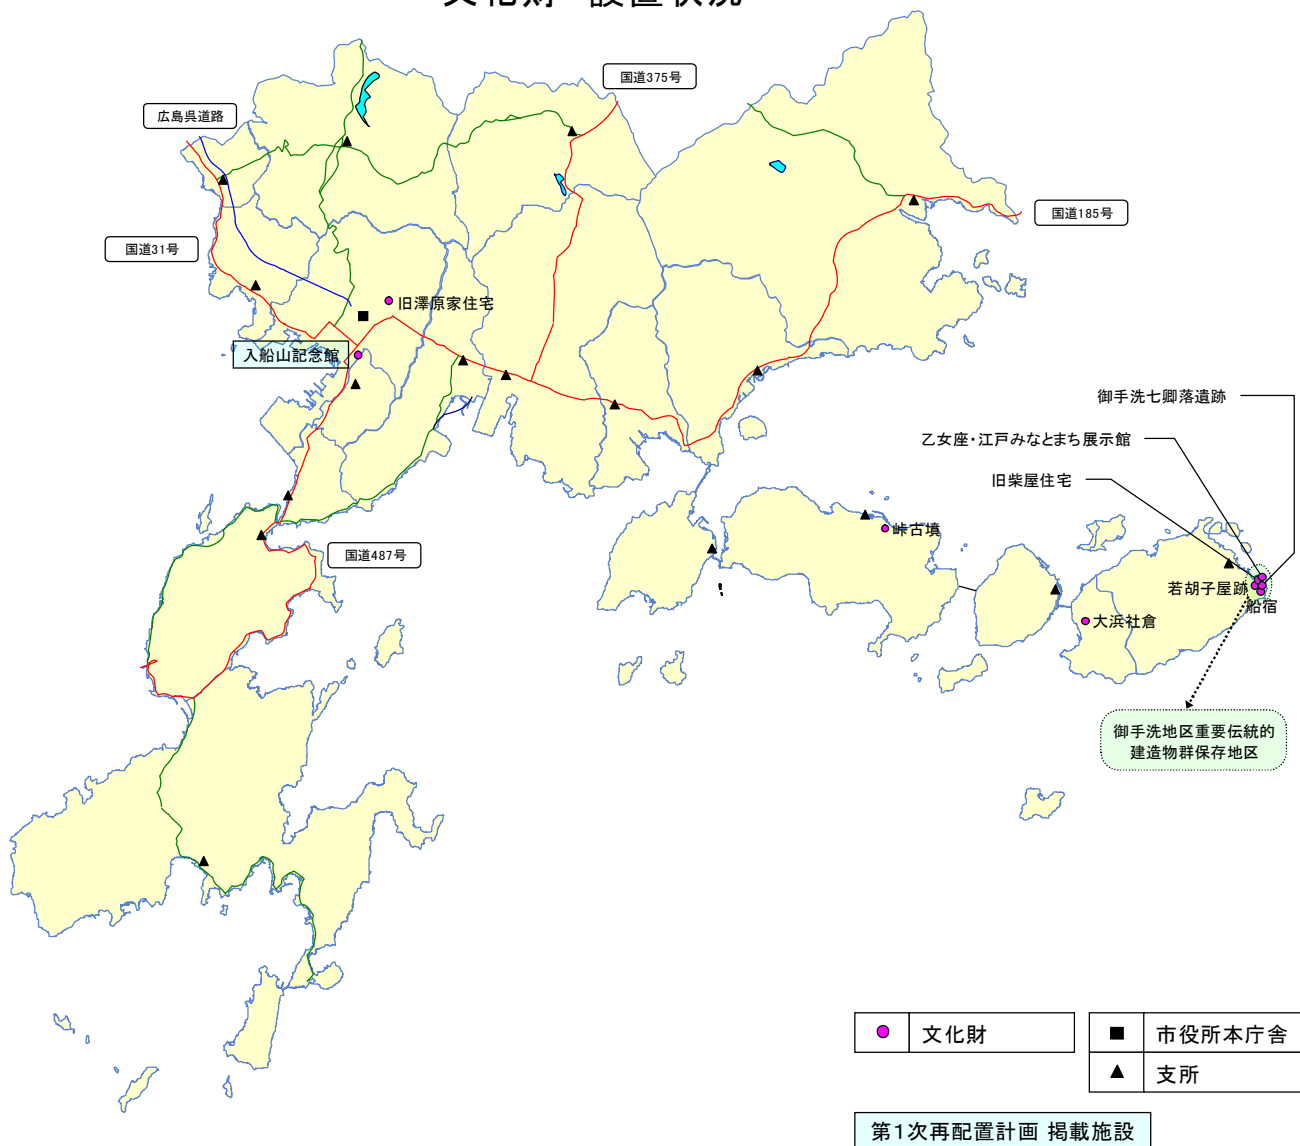 文化財 設置状況
国道375号
広島呉道路
国道185号
国道31号
旧澤原家住宅
入船山記念館
御手洗七卿落遺跡
乙女座・江戸みなとまち展示館
旧柴屋住宅
峠古墳
国道487号
若胡子屋跡
船宿
大浜社倉
御手洗地区重要伝統的
建造物群保存地区
文化財
市役所本庁舎
支所
第1次再配置計画 掲載施設